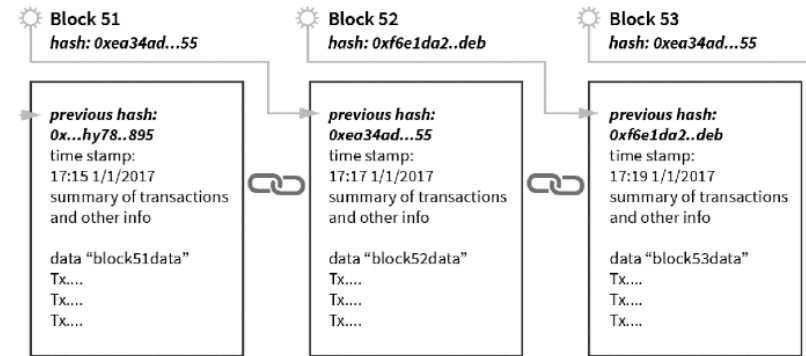 Block 51
hash: 0xea34ad...55
previous hash:
0x...hy78..895
time stamp:
17:15 1/1/2017
summary of transactions
and other info
data “block51data”
Tx....
Tx....
Tx....
Block 52
hash: 0xf6e1da2..deb
previous hash:
0xea34ad...55
time stamp:
17:17 1/1/2017
summary of transactions
and other info
data “block52data”
Tx....
Tx....
Tx....
Block 53
hash: 0xea34ad...55
previous hash:
0xf6e1da2..deb
time stamp:
17:19 1/1/2017
summary of transactions
and other info
data “block53data”
Tx....
Tx....
Tx....